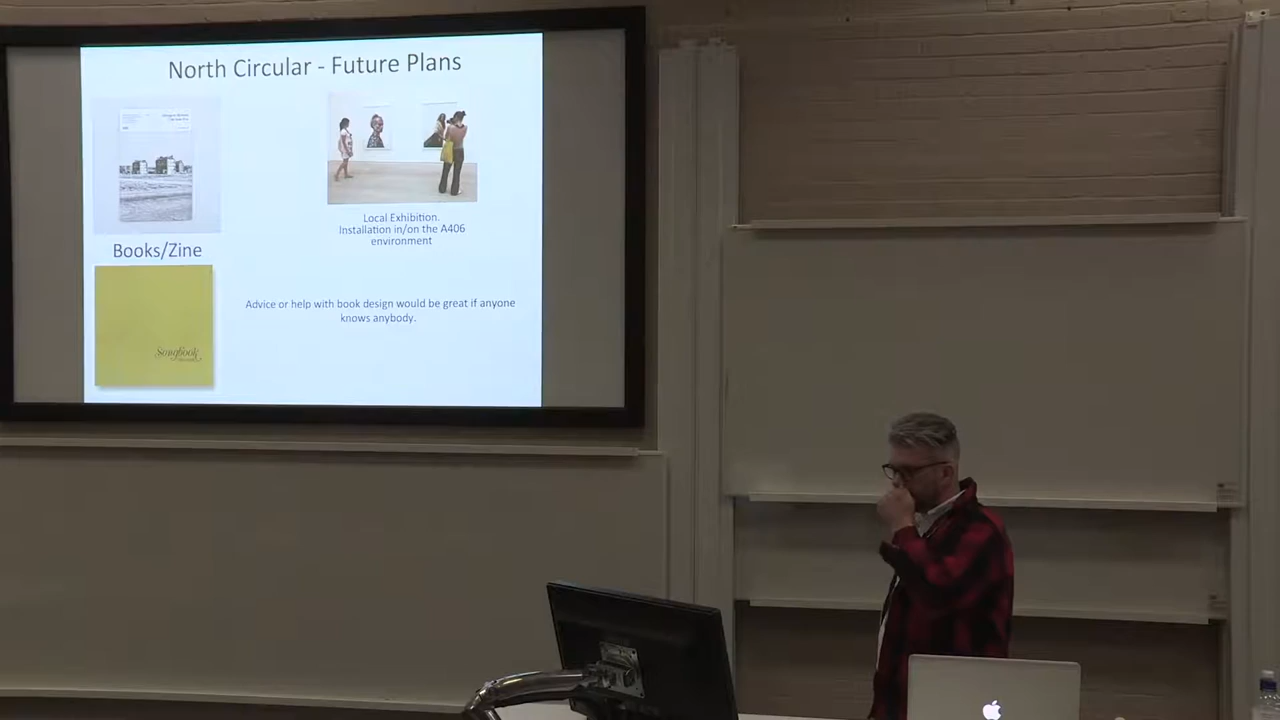 North Circular - Future Plans
Local Exhibition.
Installation in/on the A406
environment
Books/Zine
Advice or help with book design would be great if anyone
knows anybody.
Songbook